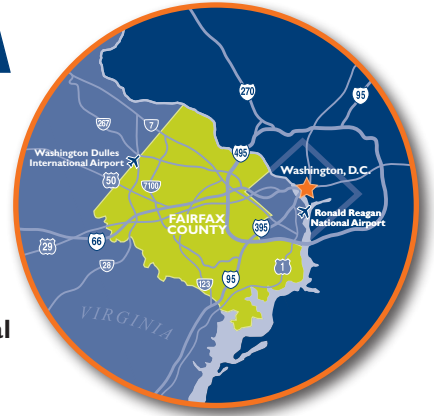 A
270
95
267
7
495
Washington Dulles
International Airport
Washington, D.C.
50
7100
Ronald Reagan
National Airport
FAIRFAX
COUNTY
395
66
29
28
1
95
123
VIRGINIA
al